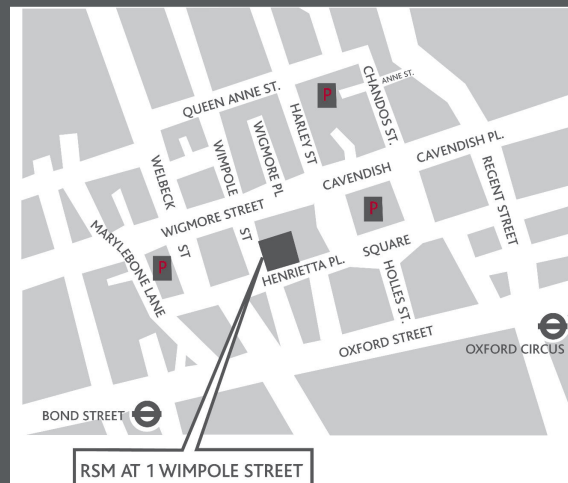 P
ANNE ST.
QUEEN ANNE ST.
CHANDOS ST.
HARLEY ST
WIGMORE PL
WIMPOLE ST
WELBECK ST
CAVENDISH PL.
CAVENDISH
SQUARE
REGENT STREET
P
WIGMORE STREET
MARYLEBONE LANE
P
HENRIETTA PL.
HOLLES ST.
OXFORD STREET
OXFORD CIRCUS
BOND STREET
RSM AT 1 WIMPOLE STREET